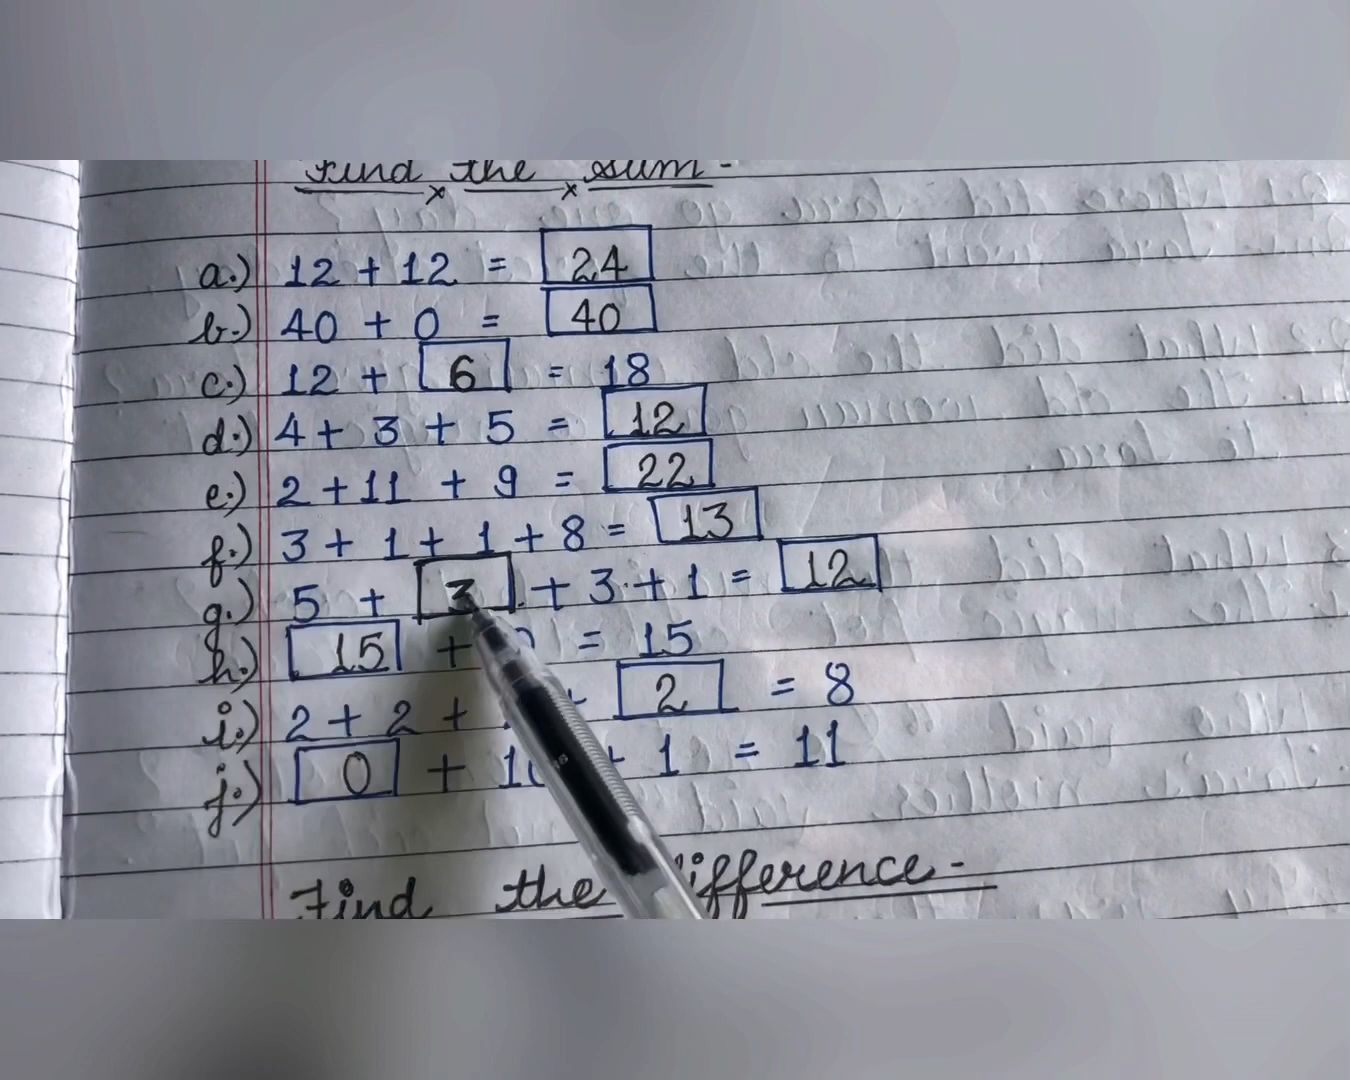 Find the sum -
a.) 12 + 12 = 24
b.) 40 + 0 = 40
c.) 12 + 6 = 18
d.) 4 + 3 + 5 = 12
e.) 2 + 11 + 9 = 22
f.) 3 + 1 + 1 + 8 = 13
g.) 5 + 3 + 3 + 1 = 12
h.) 15 + = 15
i.) 2 + 2 + + 2 = 8
j.) 0 + + 1 = 11
Find the difference -